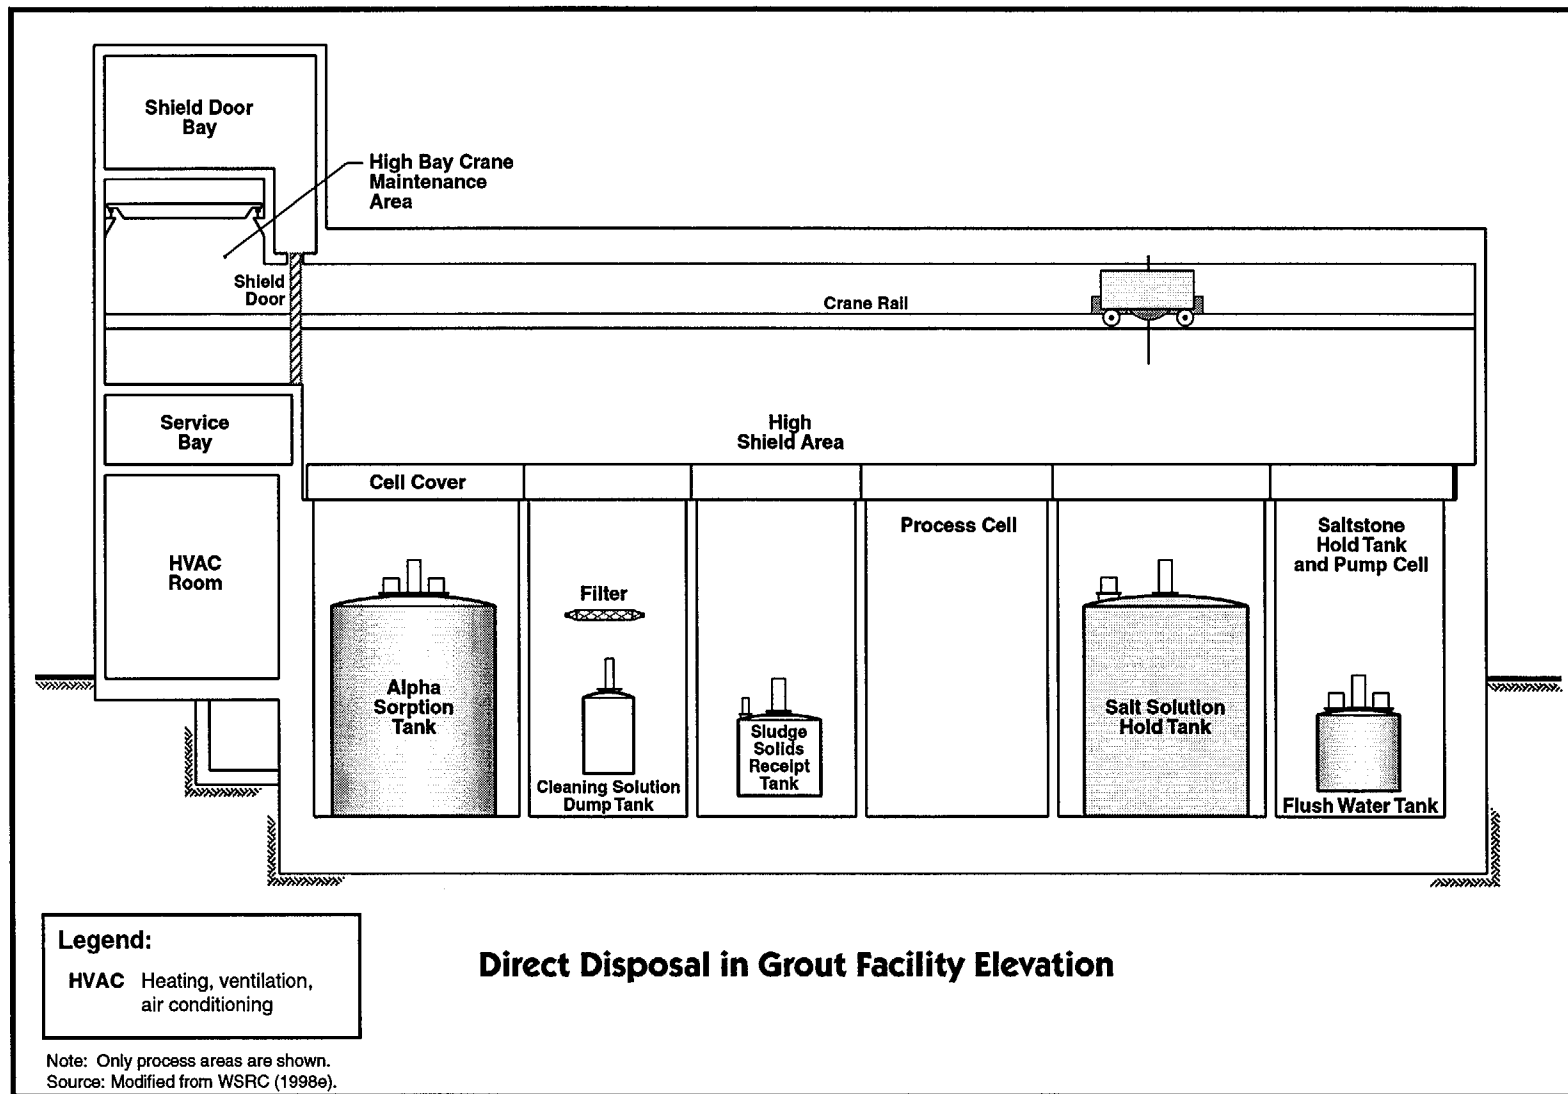 Shield Door
Bay
High Bay Crane
Maintenance
Area
Shield
Door
Crane Rail
Service
Bay
High
Shield Area
Cell Cover
HVAC
Room
Process Cell
Saltstone
Hold Tank
and Pump Cell
Filter
Alpha
Sorption
Tank
Cleaning Solution
Dump Tank
Sludge
Solids
Receipt
Tank
Salt Solution
Hold Tank
Flush Water Tank
Legend:
HVAC Heating, ventilation,
air conditioning
Direct Disposal in Grout Facility Elevation
Note: Only process areas are shown.
Source: Modified from WSRC (1998e).